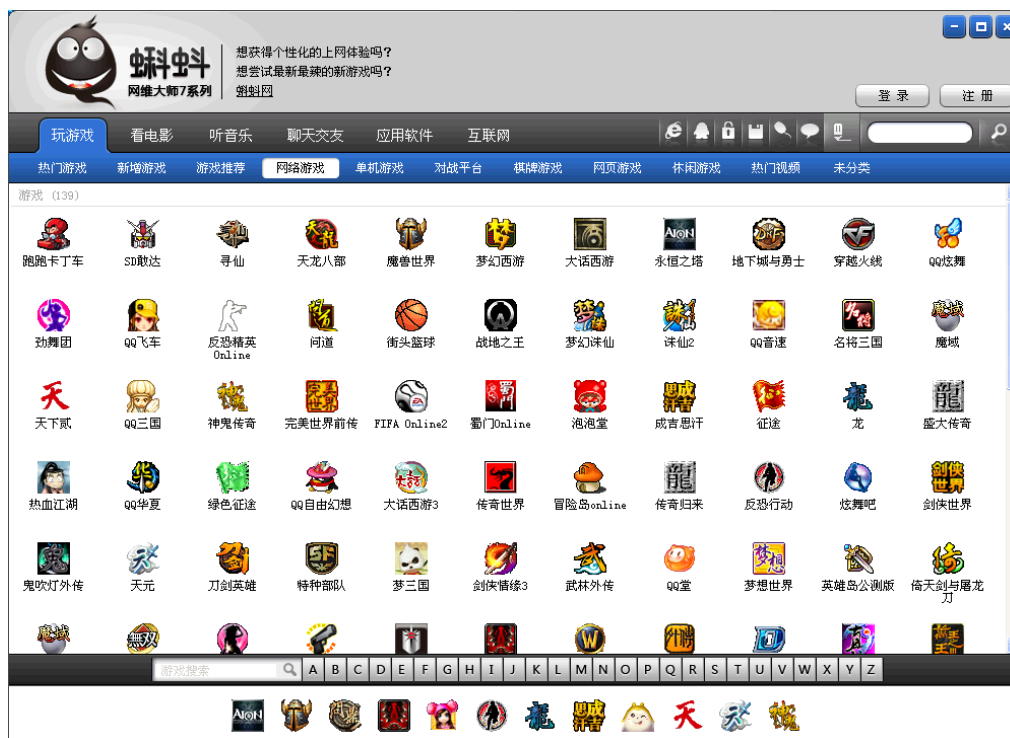 蝌蚪
网维大师7系列
想获得个性化的上网体验吗?
想尝试最新最辣的新游戏吗?
蝌蚪网
登 录 注 册
玩游戏 看电影 听音乐 聊天交友 应用软件 互联网
热门游戏 新增游戏 游戏推荐 网络游戏 单机游戏 对战平台 棋牌游戏 网页游戏 休闲游戏 热门视频 未分类
游戏 (139)
跑跑卡丁车 SD敢达 寻仙 天龙八部 魔兽世界 梦幻西游 大话西游 永恒之塔 地下城与勇士 穿越火线 QQ炫舞
劲舞团 QQ飞车 反恐精英 问道 街头篮球 战地之王 梦幻诛仙 诛仙2 QQ音速 名将三国 魔域
Online
天下贰 QQ三国 神鬼传奇 完美世界前传 FIFA Online2 蜀门Online 泡泡堂 成吉思汗 征途 龙 盛大传奇
热血江湖 QQ华夏 绿色征途 QQ自由幻想 大话西游3 传奇世界 冒险岛online 传奇归来 反恐行动 炫舞吧 剑侠世界
鬼吹灯外传 天元 刀剑英雄 特种部队 梦三国 剑侠情缘3 武林外传 QQ堂 梦想世界 英雄岛公测版 倚天剑与屠龙
刀
游戏搜索 A B C D E F G H I J K L M N O P Q R S T U V W X Y Z